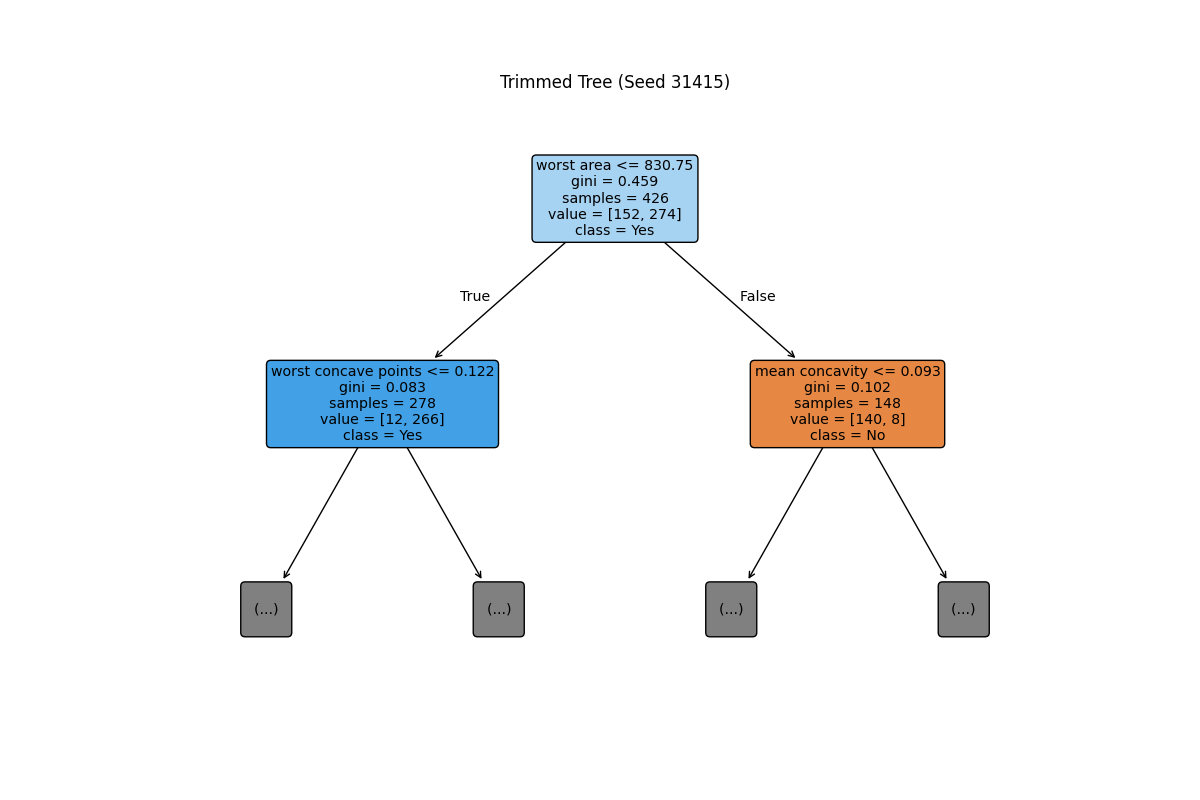 Trimmed Tree (Seed 31415)
worst area <= 830.75
gini = 0.459
samples = 426
value = [152, 274]
class = Yes
True
False
worst concave points <= 0.122
gini = 0.083
samples = 278
value = [12, 266]
class = Yes
mean concavity <= 0.093
gini = 0.102
samples = 148
value = [140, 8]
class = No
(...)
(...)
(...)
(...)